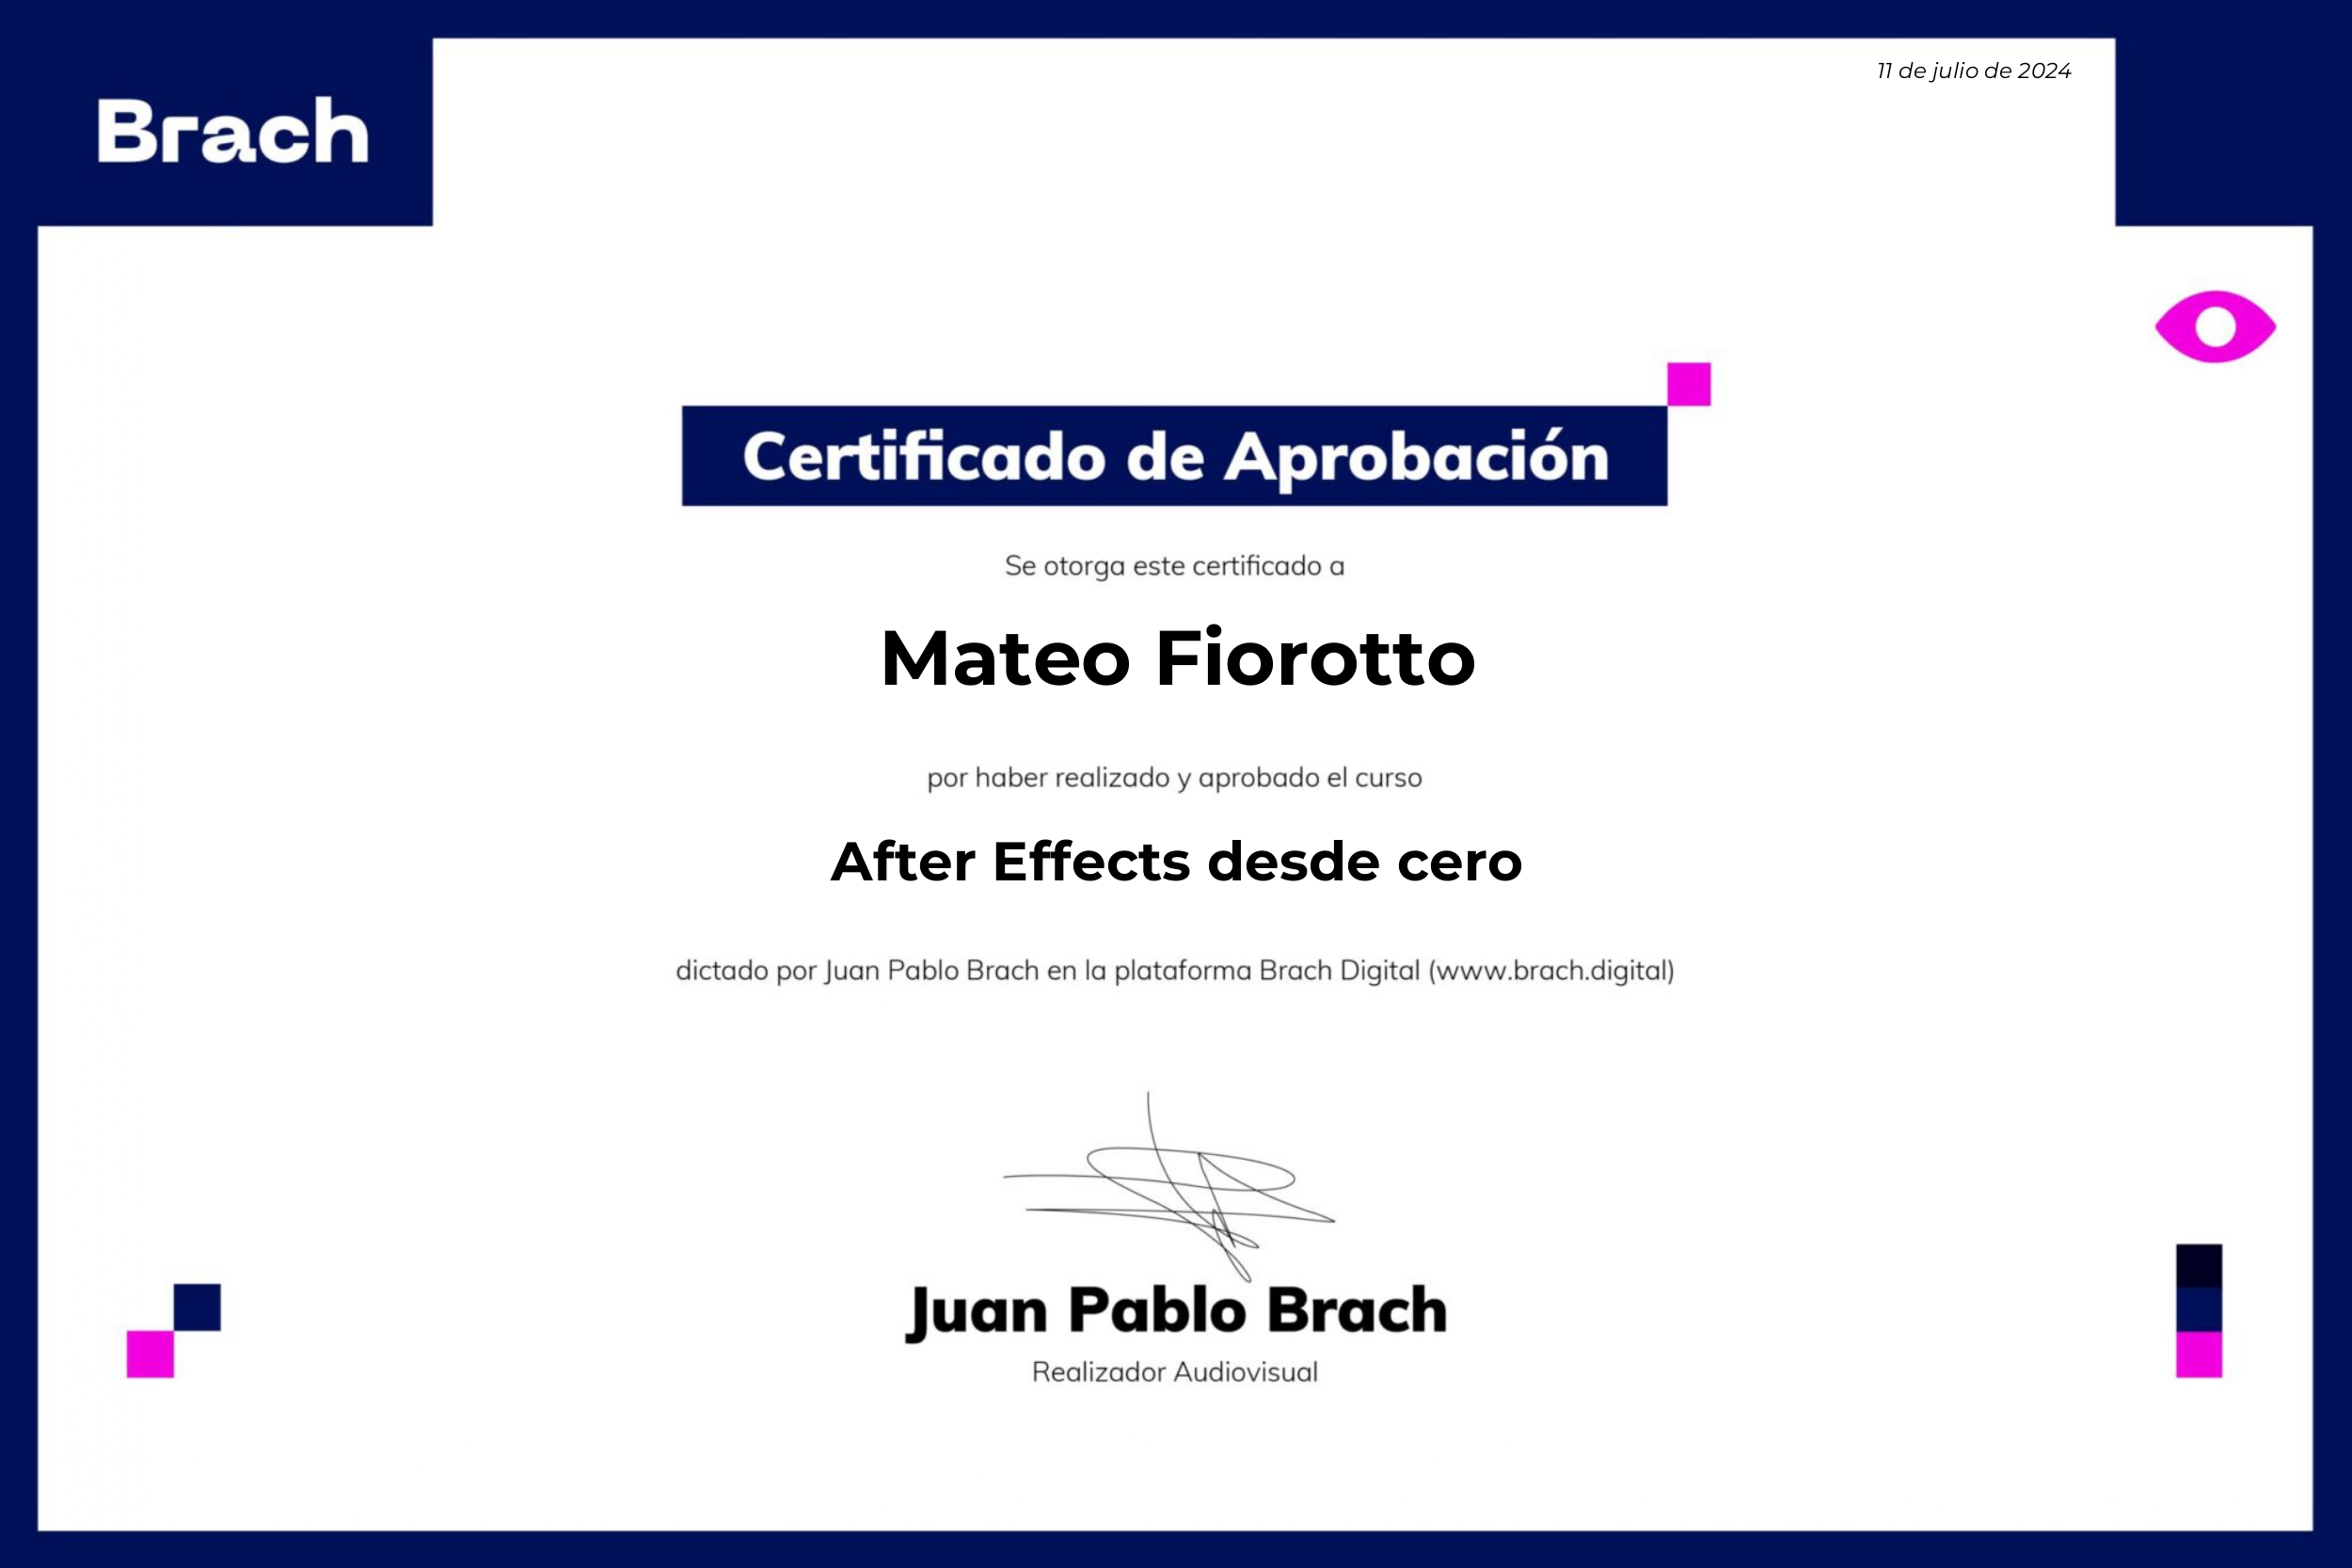 11 de julio de 2024
Brach
Certificado de Aprobación
Se otorga este certificado a
Mateo Fiorotto
por haber realizado y aprobado el curso
After Effects desde cero
dictado por Juan Pablo Brach en la plataforma Brach Digital (www.brach.digital)
Juan Pablo Brach
Realizador Audiovisual